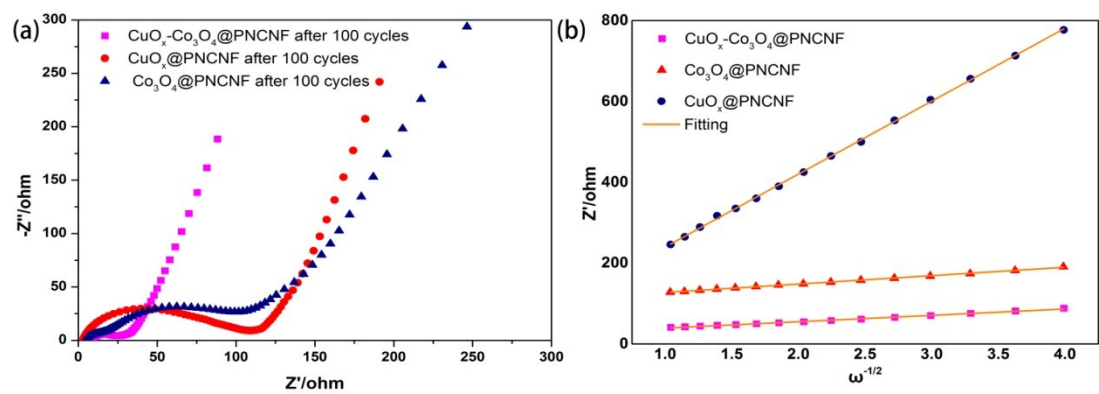 (a)
CuOₓ-Co₃O₄@PNCNF after 100 cycles
CuOₓ@PNCNF after 100 cycles
Co₃O₄@PNCNF after 100 cycles
-Z''/ohm
300
250
200
150
100
50
0
0 50 100 150 200 250 300
Z'/ohm
(b)
CuOₓ-Co₃O₄@PNCNF
Co₃O₄@PNCNF
CuOₓ@PNCNF
Fitting
Z'/ohm
800
600
400
200
0
1.0 1.5 2.0 2.5 3.0 3.5 4.0
ω⁻¹/²